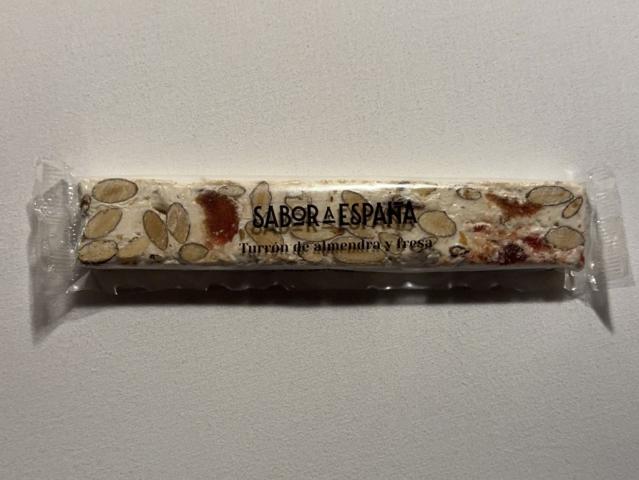 SABOR A ESPAÑA
Turrón de almendra y fresa